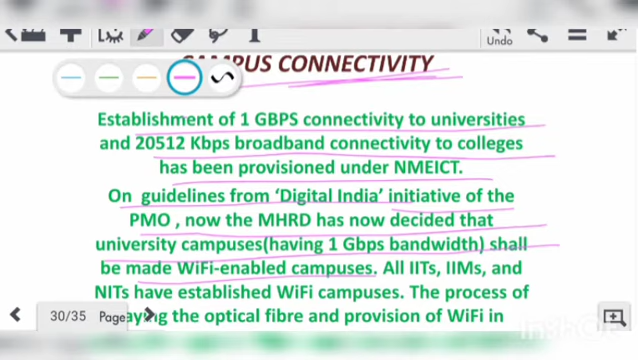 Undo
CAMPUS CONNECTIVITY
Establishment of 1 GBPS connectivity to universities
and 20512 Kbps broadband connectivity to colleges
has been provisioned under NMEICT.
On guidelines from ‘Digital India’ initiative of the
PMO , now the MHRD has now decided that
university campuses(having 1 Gbps bandwidth) shall
be made WiFi-enabled campuses. All IITs, IIMs, and
NITs have established WiFi campuses. The process of
laying the optical fibre and provision of WiFi in
30/35 Page
InShOt